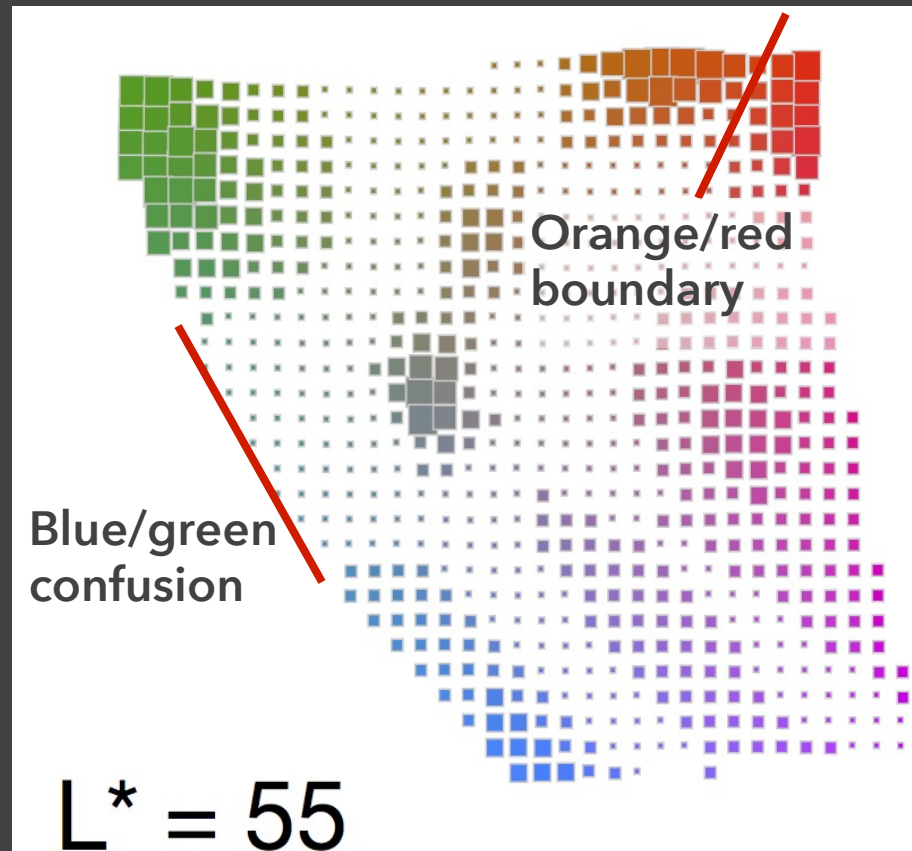 Orange/red
boundary
Blue/green
confusion
L* = 55